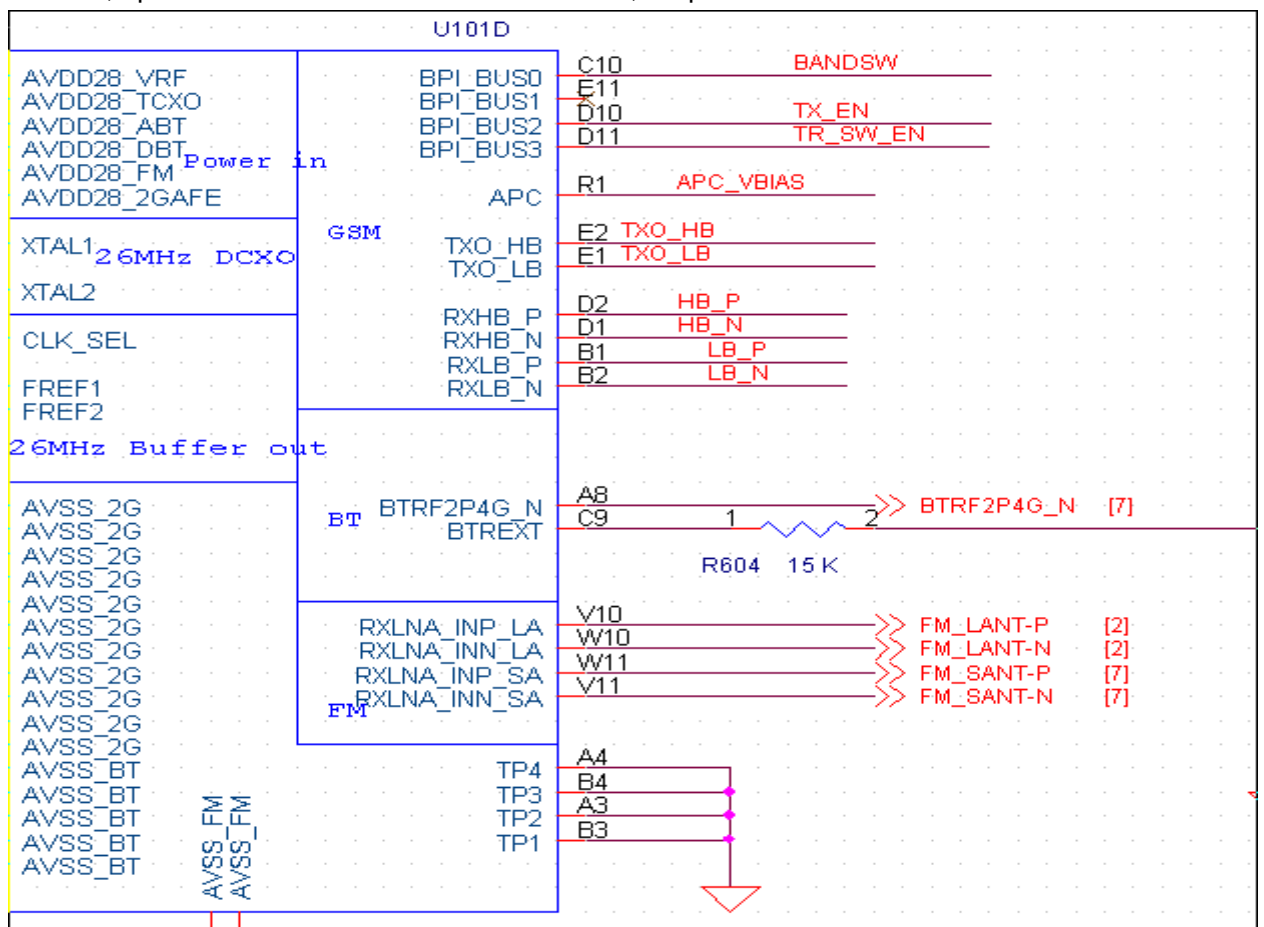 U101D
AVDD28_VRF
AVDD28_TCXO
AVDD28_ABT
AVDD28_DBT
AVDD28_FM
AVDD28_2GAFE
Power in
XTAL1
26MHz DCXO
XTAL2
CLK_SEL
FREF1
FREF2
26MHz Buffer out
AVSS_2G
AVSS_2G
AVSS_2G
AVSS_2G
AVSS_2G
AVSS_2G
AVSS_2G
AVSS_2G
AVSS_2G
AVSS_2G
AVSS_2G
AVSS_BT
AVSS_BT
AVSS_BT
AVSS_BT
AVSS_BT
AVSS_FM
AVSS_FM
GSM
BPI_BUS0 C10 BANDSW
BPI_BUS1 E11
BPI_BUS2 D10 TX_EN
BPI_BUS3 D11 TR_SW_EN
APC R1 APC_VBIAS
TXO_HB E2 TXO_HB
TXO_LB E1 TXO_LB
RXHB_P D2 HB_P
RXHB_N D1 HB_N
RXLB_P B1 LB_P
RXLB_N B2 LB_N
BT
BTRF2P4G_N A8 BTRF2P4G_N [7]
BTREXT C9 1 2
R604 15K
FM
RXLNA_INP_LA V10 FM_LANT-P [2]
RXLNA_INN_LA W10 FM_LANT-N [2]
RXLNA_INP_SA W11 FM_SANT-P [7]
RXLNA_INN_SA V11 FM_SANT-N [7]
TP4 A4
TP3 B4
TP2 A3
TP1 B3